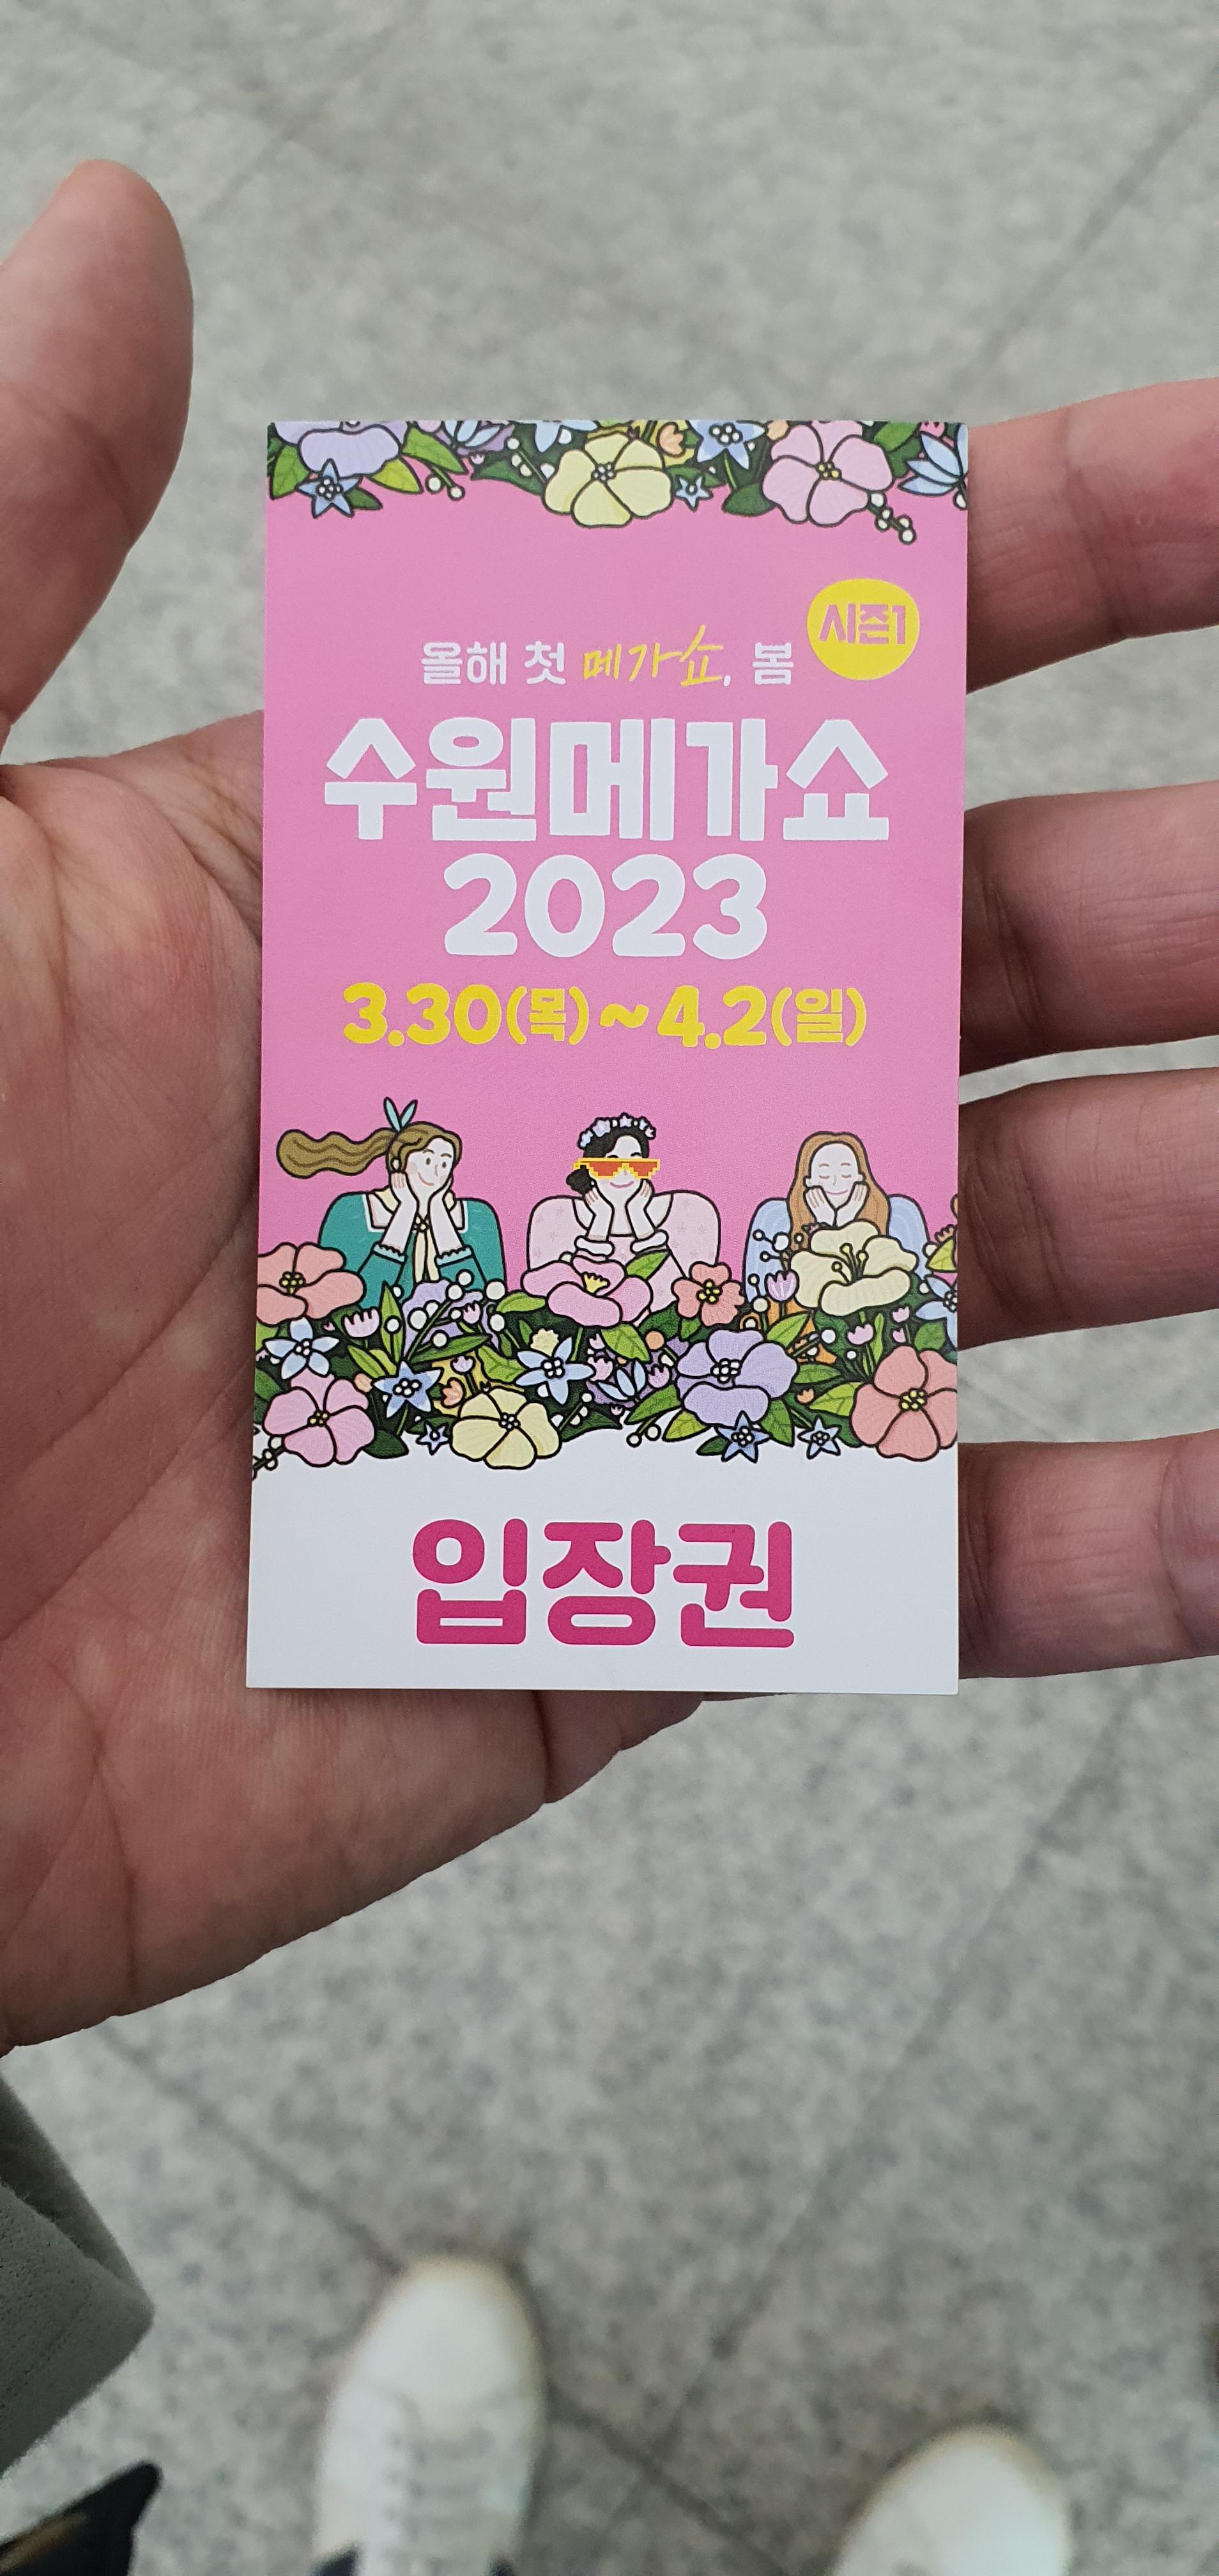 시즌1
올해 첫 메가쇼, 봄
수원메가쇼
2023
3.30(목)~4.2(일)
입장권